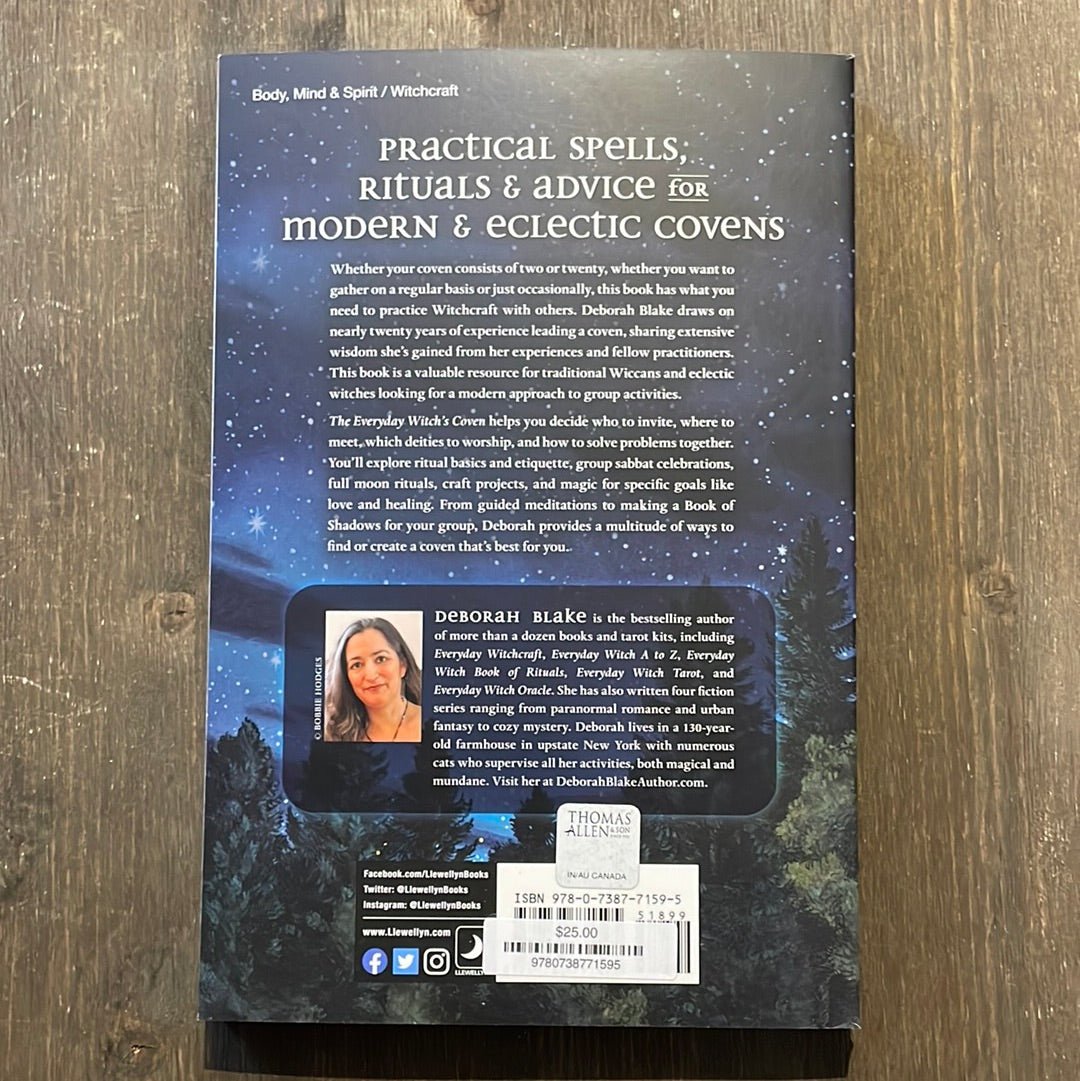 Body, Mind & Spirit / Witchcraft
Practical Spells,
Rituals & Advice for
Modern & Eclectic Covens
Whether your coven consists of two or twenty, whether you want to
gather on a regular basis or just occasionally, this book has what you
need to practice Witchcraft with others. Deborah Blake draws on
nearly twenty years of experience leading a coven, sharing extensive
wisdom she's gained from her experiences and fellow practitioners.
This book is a valuable resource for traditional Wiccans and eclectic
witches looking for a modern approach to group activities.
The Everyday Witch's Coven helps you decide who to invite, where to
meet, which deities to worship, and how to solve problems together.
You'll explore ritual basics and etiquette, group sabbat celebrations,
full moon rituals, craft projects, and magic for specific goals like
love and healing. From guided meditations to making a Book of
Shadows for your group, Deborah provides a multitude of ways to
find or create a coven that's best for you.
© BOBBIE HODGES
Deborah Blake is the bestselling author
of more than a dozen books and tarot kits, including
Everyday Witchcraft, Everyday Witch A to Z, Everyday
Witch Book of Rituals, Everyday Witch Tarot, and
Everyday Witch Oracle. She has also written four fiction
series ranging from paranormal romance and urban
fantasy to cozy mystery. Deborah lives in a 130-year-
old farmhouse in upstate New York with numerous
cats who supervise all her activities, both magical and
mundane. Visit her at DeborahBlakeAuthor.com.
THOMAS
ALLEN & SON
IN/AU CANADA
Facebook.com/LlewellynBooks
Twitter: @LlewellynBooks
Instagram: @LlewellynBooks
www.Llewellyn.com
LLEWELLY
ISBN 978-0-7387-7159-5
51899
$25.00
9780738771595